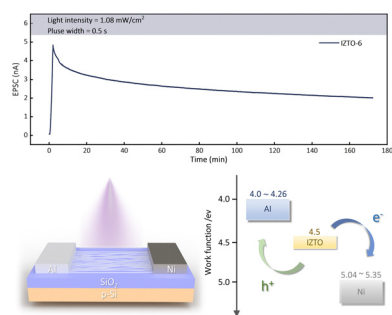 Light intensity = 1.08 mW/cm²
Pluse width = 0.5 s
IZTO-6
EPSC (nA)
6
5
4
3
2
1
0
0 20 40 60 80 100 120 140 160 180
Time (min)
Al
Ni
SiO₂
p-Si
Work function /ev
4.0
4.5
5.0
4.0 ~ 4.26
Al
4.5
IZTO
e⁻
h⁺
5.04 ~ 5.35
Ni